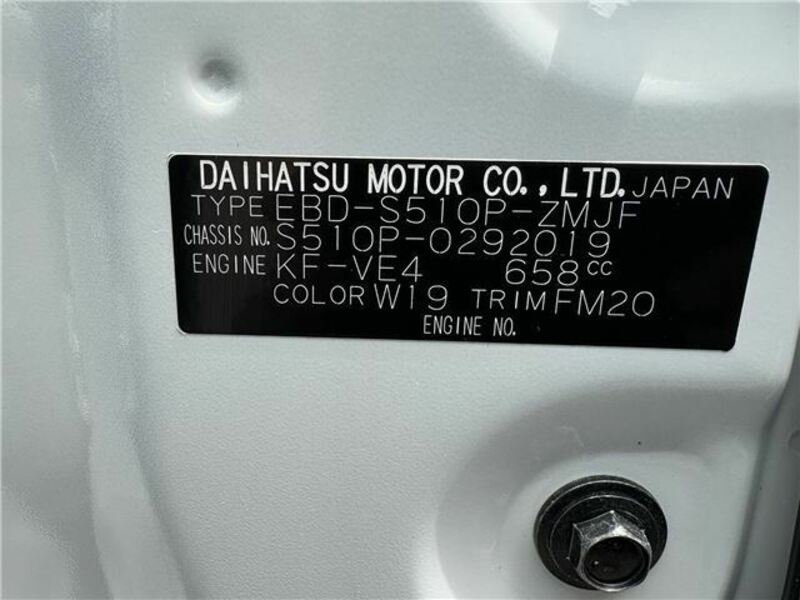 DAIHATSU MOTOR CO., LTD. JAPAN
TYPE EBD-S510P-ZMJF
CHASSIS NO. S510P-0292019
ENGINE KF-VE4 658cc
COLOR W19 TRIM FM20
ENGINE NO.